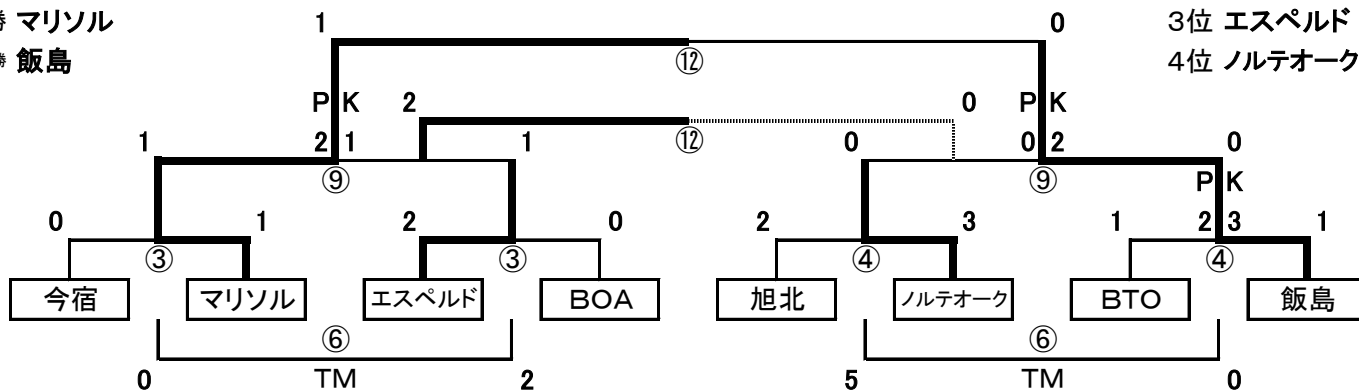 勝 マリソル 1 0 3位 エスペルド
勝 飯島 ⑫ 4位 ノルテオーク
PK 2 0 PK
1 2 1 1 ⑫ 0 0 2 0
⑨ ⑨ PK
0 1 2 0 2 3 1 2 3 1
③ ③ ④ ④
今宿 マリソル エスペルド BOA 旭北 ノルテオーク BTO 飯島
⑥ ⑥
0 TM 2 5 TM 0